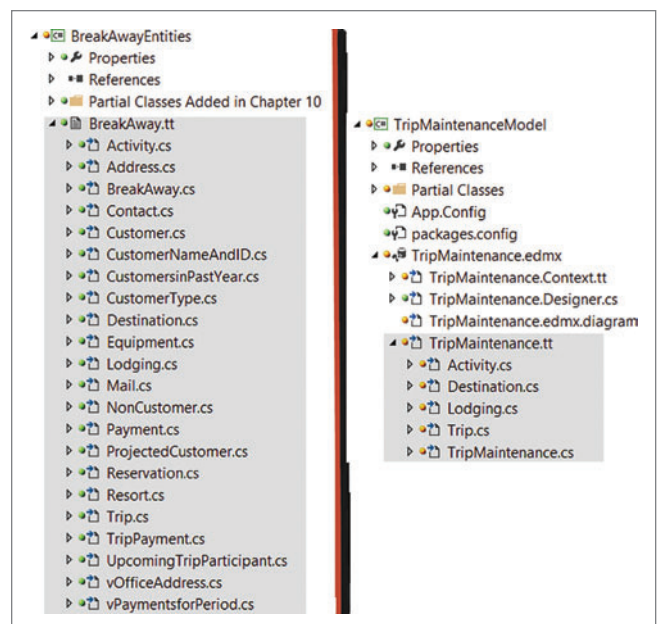 BreakAwayEntities
Properties
References
Partial Classes Added in Chapter 10
BreakAway.tt
Activity.cs
Address.cs
BreakAway.cs
Contact.cs
Customer.cs
CustomerNameAndID.cs
CustomersinPastYear.cs
CustomerType.cs
Destination.cs
Equipment.cs
Lodging.cs
Mail.cs
NonCustomer.cs
Payment.cs
ProjectedCustomer.cs
Reservation.cs
Resort.cs
Trip.cs
TripPayment.cs
UpcomingTripParticipant.cs
vOfficeAddress.cs
vPaymentsforPeriod.cs
TripMaintenanceModel
Properties
References
Partial Classes
App.Config
packages.config
TripMaintenance.edmx
TripMaintenance.Context.tt
TripMaintenance.Designer.cs
TripMaintenance.edmx.diagram
TripMaintenance.tt
Activity.cs
Destination.cs
Lodging.cs
Trip.cs
TripMaintenance.cs